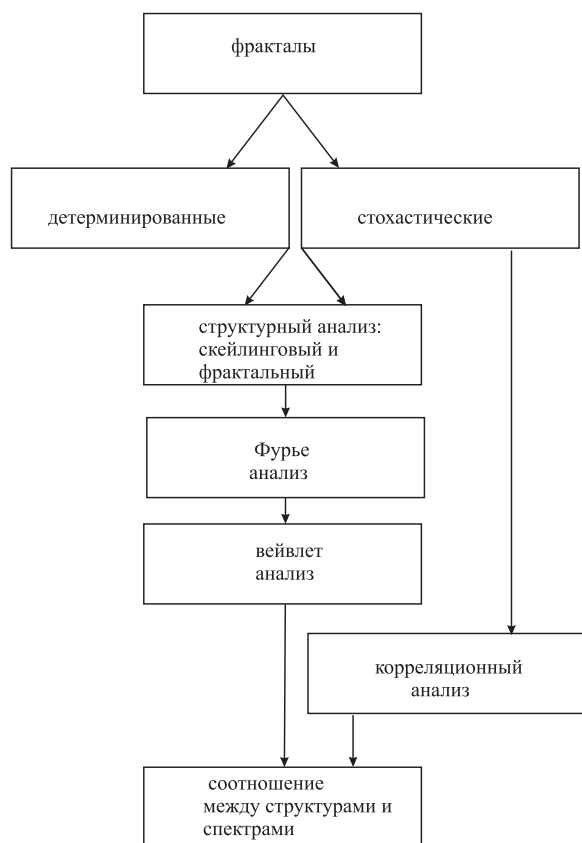 фракталы
детерминированные
стохастические
структурный анализ:
скейлинговый и
фрактальный
Фурье
анализ
вейвлет
анализ
корреляционный
анализ
соотношение
между структурами и
спектрами